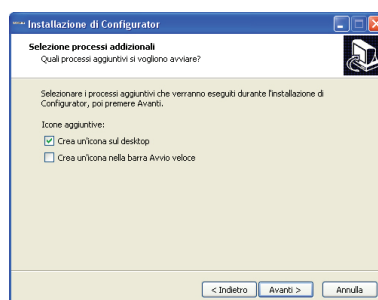 Installazione di Configurator
Selezione processi addizionali
Quali processi aggiuntivi si vogliono avviare?
Selezionare i processi aggiuntivi che verranno eseguiti durante l'installazione di
Configurator, poi premere Avanti.
Icone aggiuntive:
Crea un'icona sul desktop
Crea un'icona nella barra Avvio veloce
< Indietro
Avanti >
Annulla